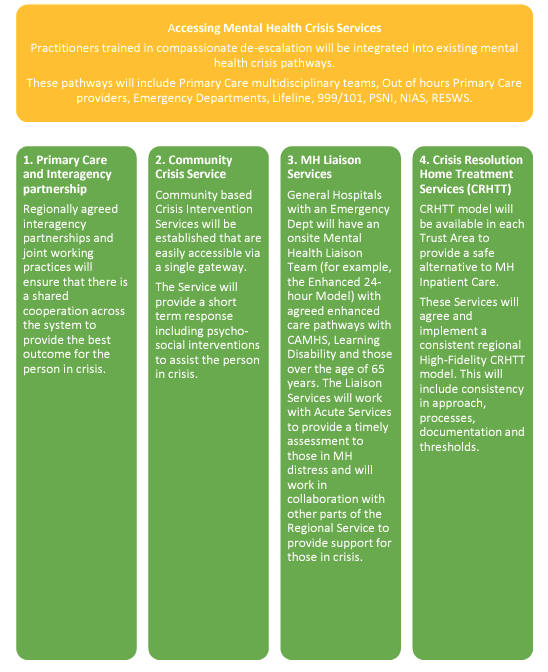 Accessing Mental Health Crisis Services
Practitioners trained in compassionate de-escalation will be integrated into existing mental
health crisis pathways.
These pathways will include Primary Care multidisciplinary teams, Out of hours Primary Care
providers, Emergency Departments, Lifeline, 999/101, PSNI, NIAS, RESWS.
1. Primary Care
and Interagency
partnership
Regionally agreed
interagency
partnerships and
joint working
practices will
ensure that there is
a shared
cooperation across
the system to
provide the best
outcome for the
person in crisis.
2. Community
Crisis Service
Community based
Crisis Intervention
Services will be
established that are
easily accessible via
a single gateway.
The Service will
provide a short
term response
including psycho-
social interventions
to assist the person
in crisis.
3. MH Liaison
Services
General Hospitals
with an Emergency
Dept will have an
onsite Mental
Health Liaison
Team (for example,
the Enhanced 24-
hour Model) with
agreed enhanced
care pathways with
CAMHS, Learning
Disability and those
over the age of 65
years. The Liaison
Services will work
with Acute Services
to provide a timely
assessment to
those in MH
distress and will
work in
collaboration with
other parts of the
Regional Service to
provide support for
those in crisis.
4. Crisis Resolution
Home Treatment
Services (CRHTT)
CRHTT model will
be available in each
Trust Area to
provide a safe
alternative to MH
Inpatient Care.
These Services will
agree and
implement a
consistent regional
High-Fidelity CRHTT
model. This will
include consistency
in approach,
processes,
documentation and
thresholds.